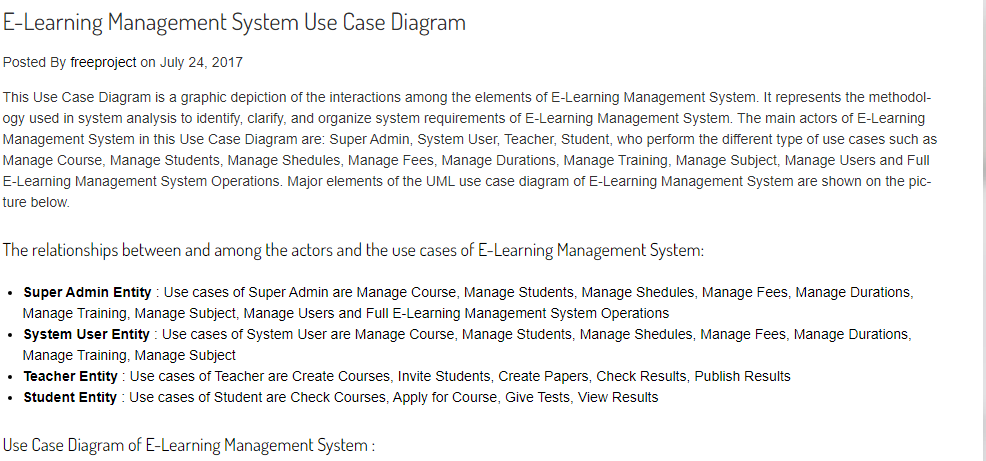 E-Learning Management System Use Case Diagram
Posted By freeproject on July 24, 2017
This Use Case Diagram is a graphic depiction of the interactions among the elements of E-Learning Management System. It represents the methodol-
ogy used in system analysis to identify, clarify, and organize system requirements of E-Learning Management System. The main actors of E-Learning
Management System in this Use Case Diagram are: Super Admin, System User, Teacher, Student, who perform the different type of use cases such as
Manage Course, Manage Students, Manage Shedules, Manage Fees, Manage Durations, Manage Training, Manage Subject, Manage Users and Full
E-Learning Management System Operations. Major elements of the UML use case diagram of E-Learning Management System are shown on the pic-
ture below.
The relationships between and among the actors and the use cases of E-Learning Management System:
• Super Admin Entity : Use cases of Super Admin are Manage Course, Manage Students, Manage Shedules, Manage Fees, Manage Durations,
Manage Training, Manage Subject, Manage Users and Full E-Learning Management System Operations
• System User Entity : Use cases of System User are Manage Course, Manage Students, Manage Shedules, Manage Fees, Manage Durations,
Manage Training, Manage Subject
• Teacher Entity : Use cases of Teacher are Create Courses, Invite Students, Create Papers, Check Results, Publish Results
• Student Entity : Use cases of Student are Check Courses, Apply for Course, Give Tests, View Results
Use Case Diagram of E-Learning Management System :